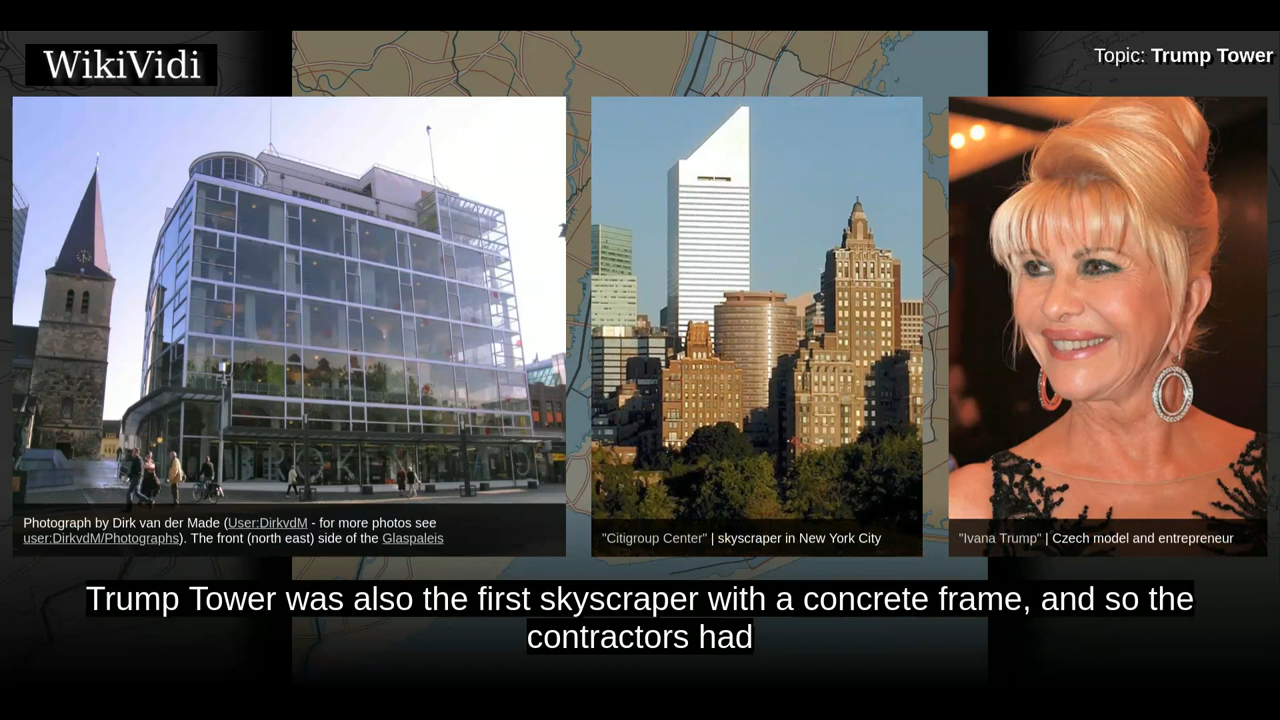 WikiVidi
Topic: Trump Tower
Photograph by Dirk van der Made (User:DirkvdM - for more photos see
user:DirkvdM/Photographs). The front (north east) side of the Glaspaleis
"Citigroup Center" | skyscraper in New York City
"Ivana Trump" | Czech model and entrepreneur
Trump Tower was also the first skyscraper with a concrete frame, and so the
contractors had